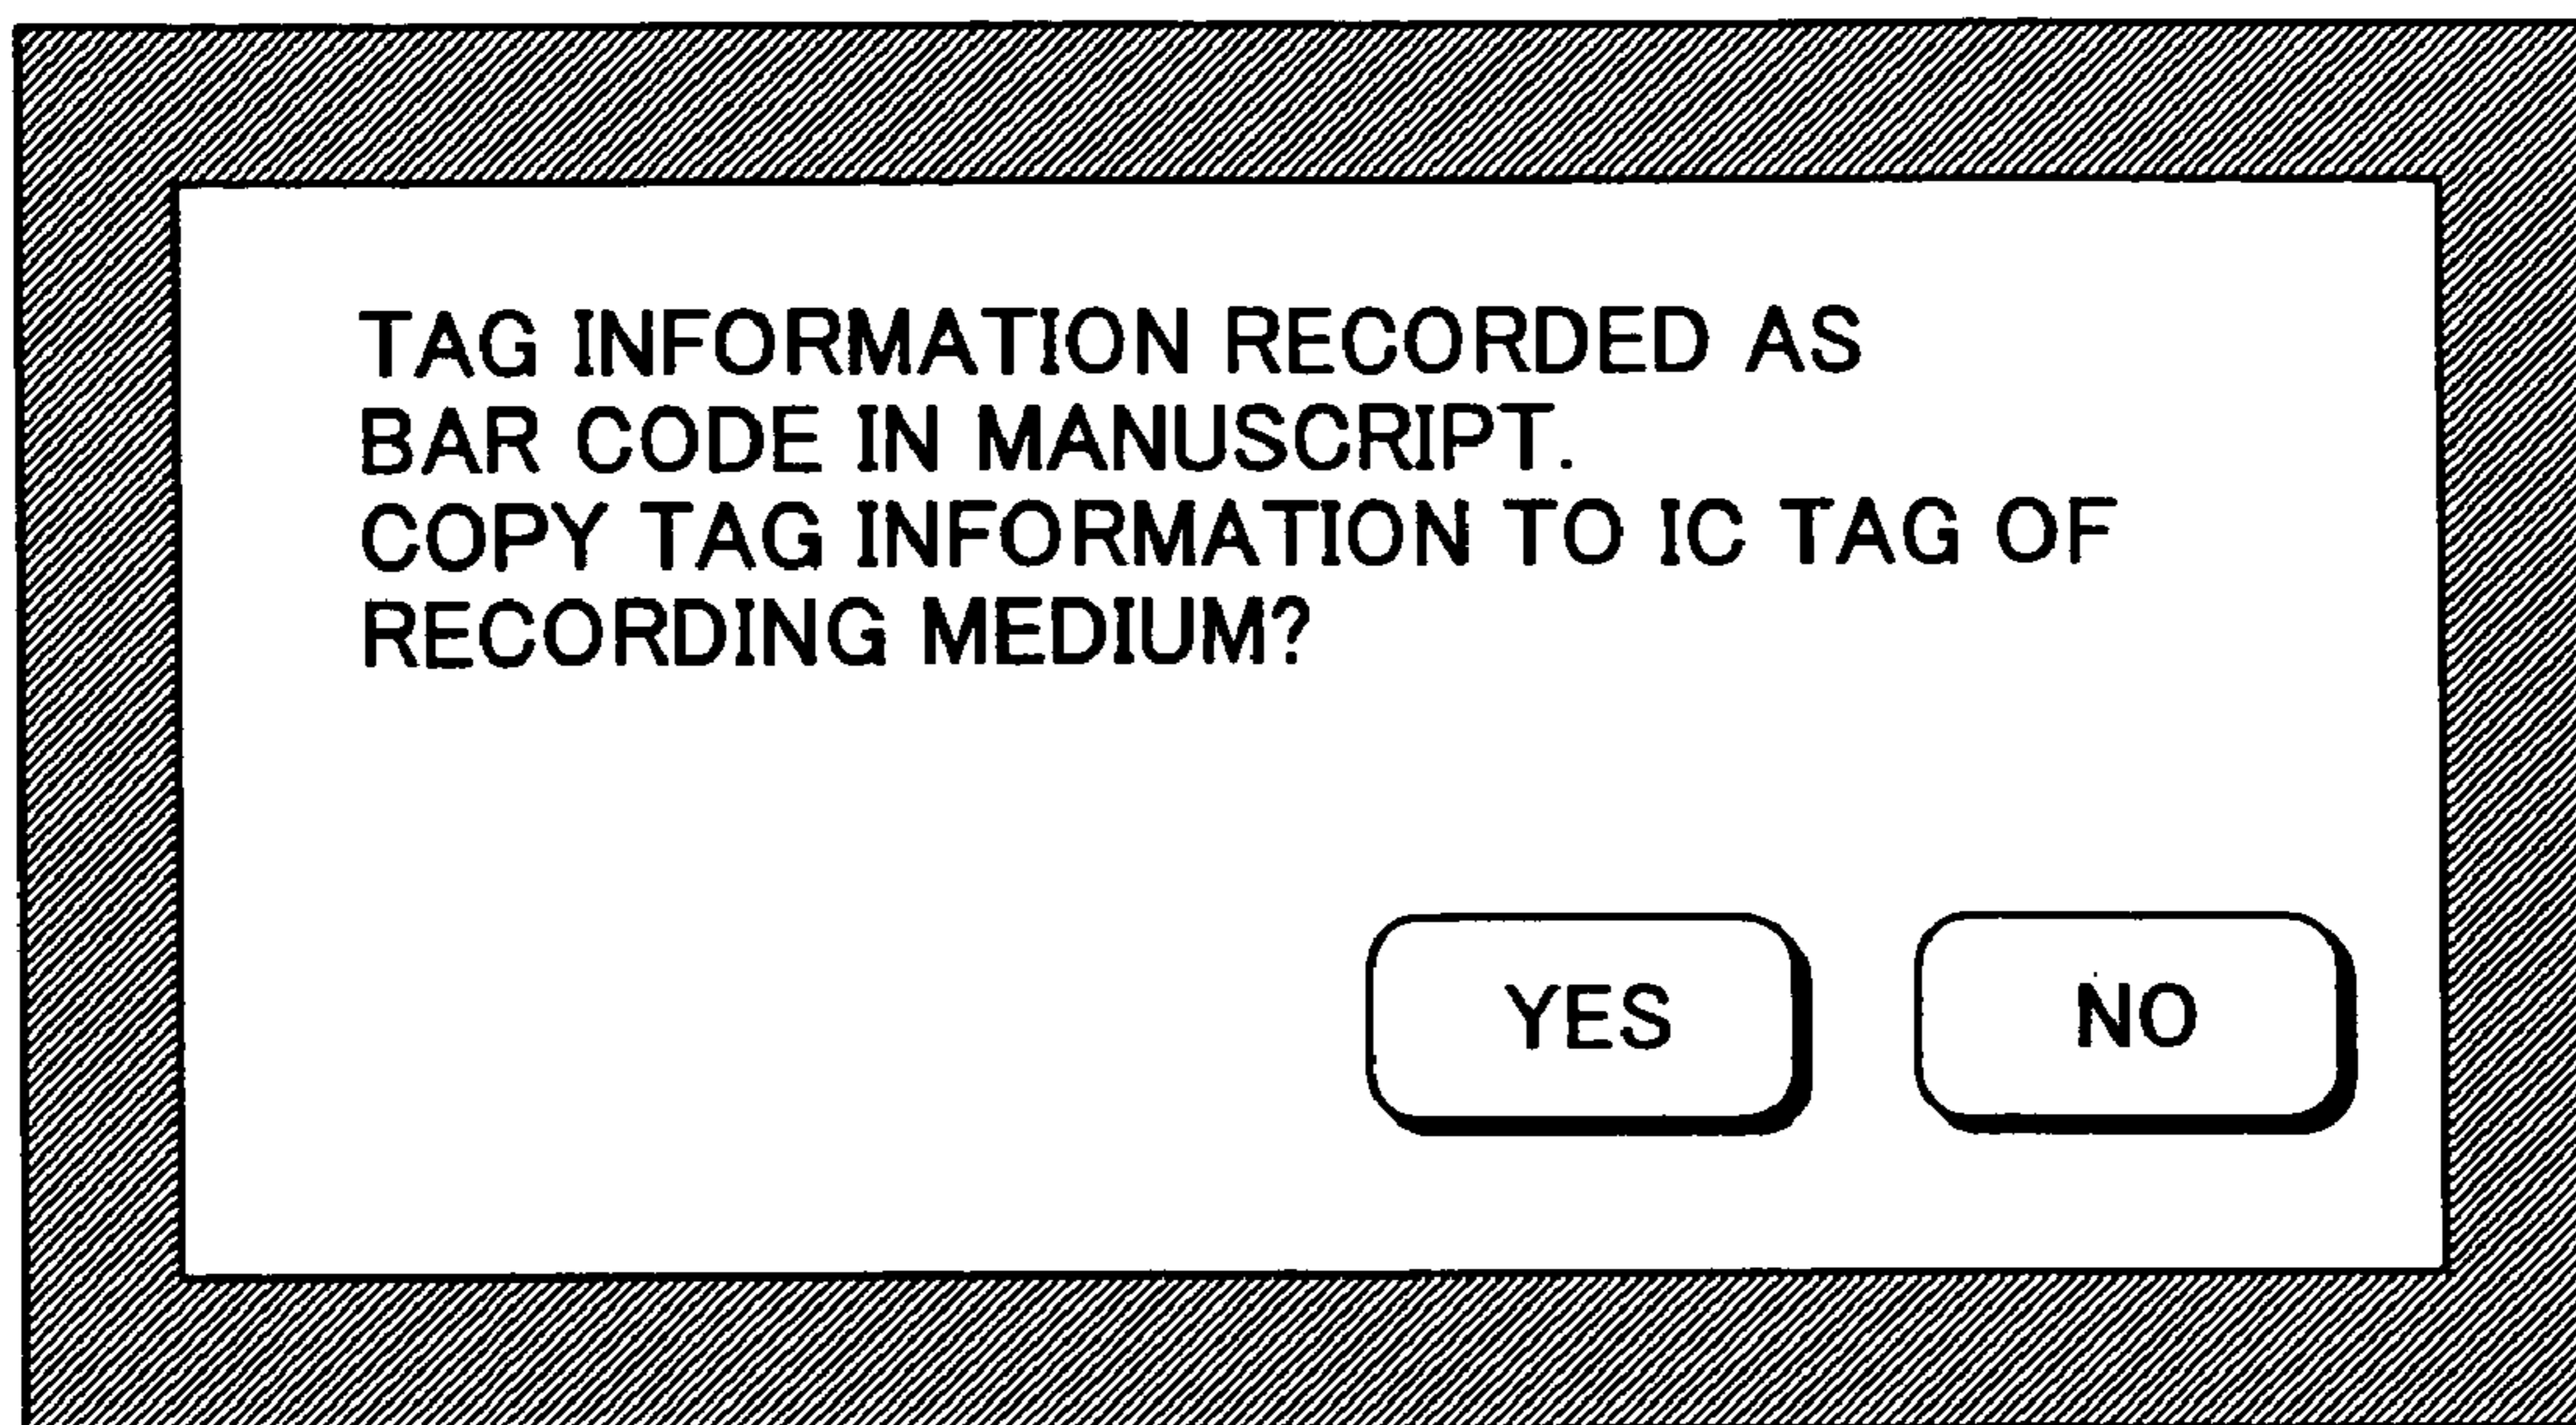 TAG INFORMATION RECORDED AS
BAR CODE IN MANUSCRIPT.
COPY TAG INFORMATION TO IC TAG OF
RECORDING MEDIUM?
YES NO